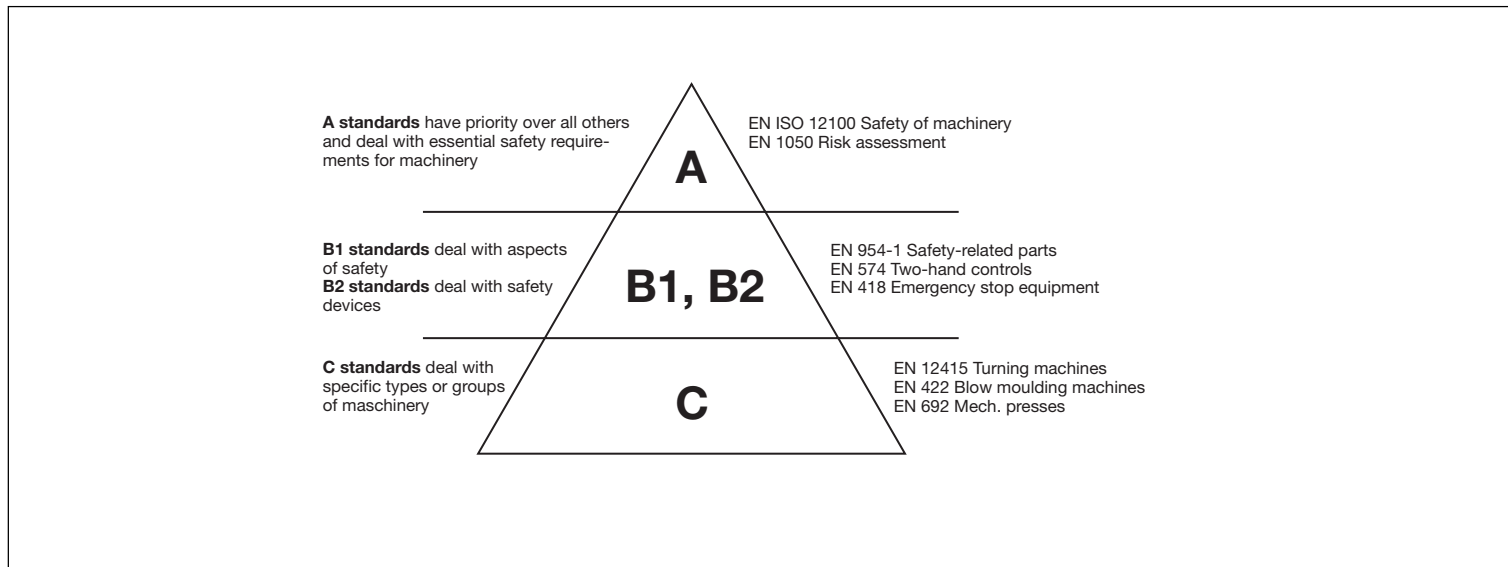 A standards have priority over all others
and deal with essential safety require-
ments for machinery
A
EN ISO 12100 Safety of machinery
EN 1050 Risk assessment
B1 standards deal with aspects
of safety
B2 standards deal with safety
devices
B1, B2
EN 954-1 Safety-related parts
EN 574 Two-hand controls
EN 418 Emergency stop equipment
C standards deal with
specific types or groups
of maschinery
C
EN 12415 Turning machines
EN 422 Blow moulding machines
EN 692 Mech. presses